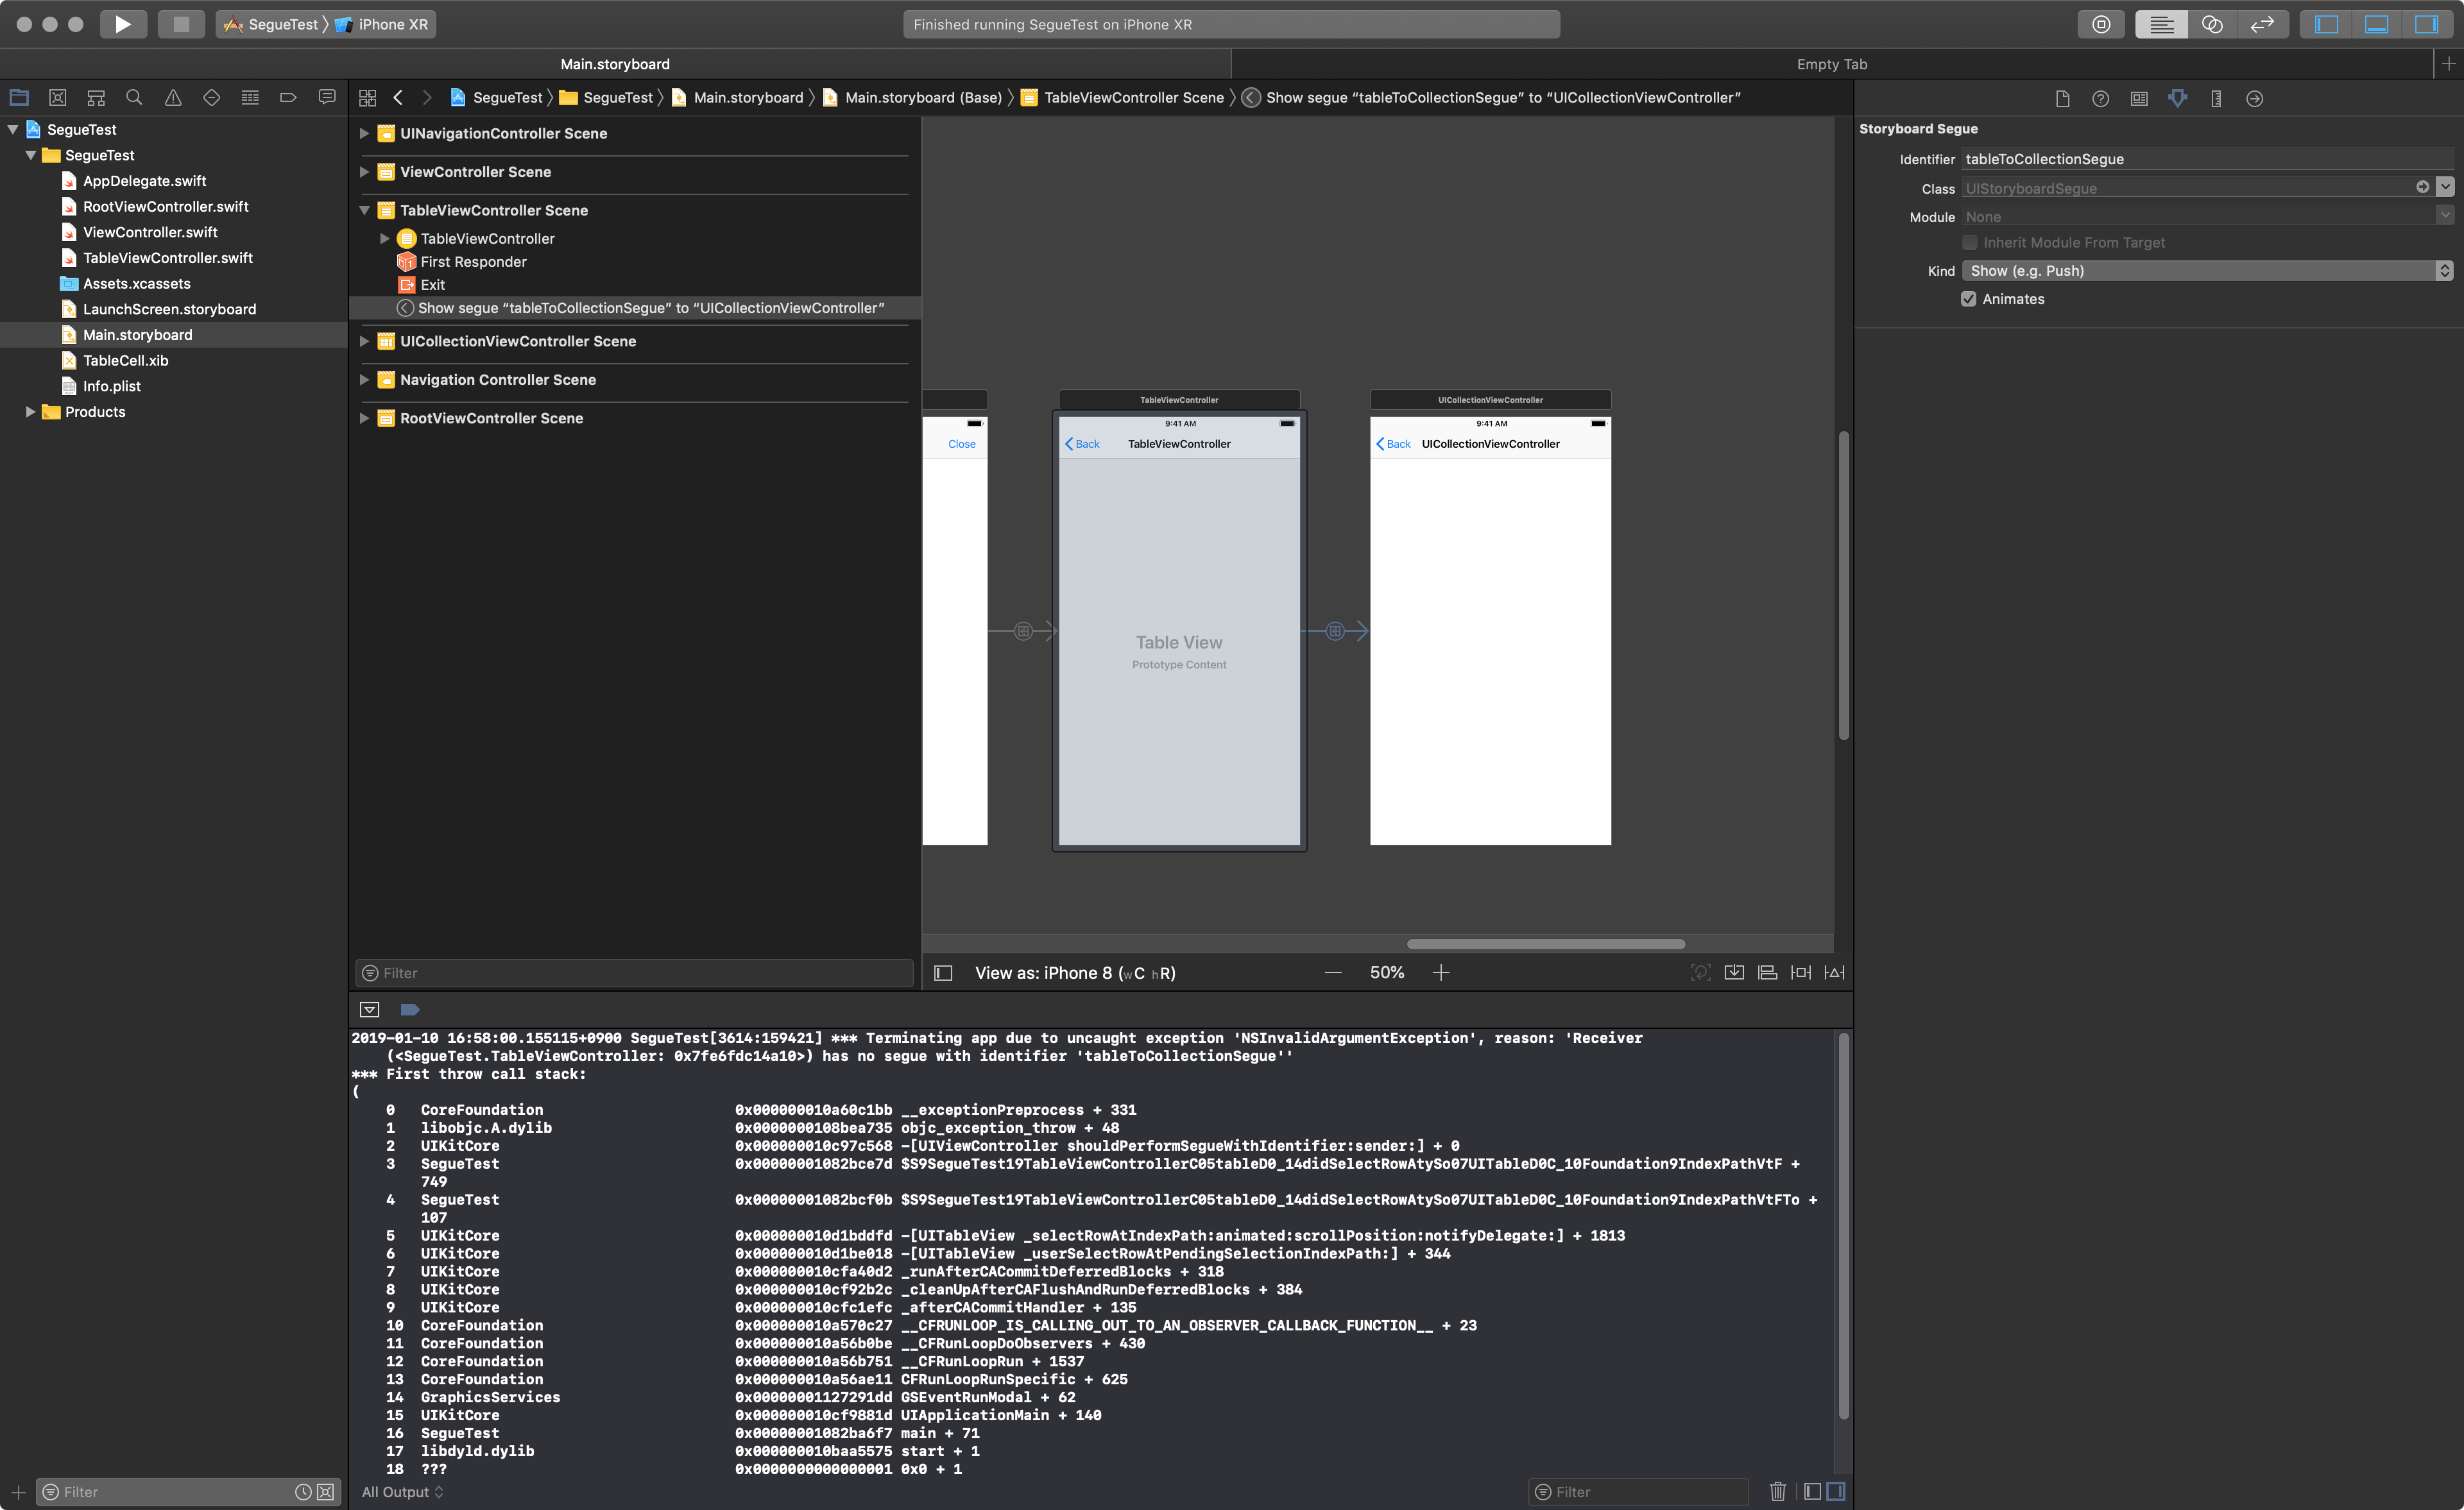 SegueTest 〉 iPhone XR
Finished running SegueTest on iPhone XR
Main.storyboard
Empty Tab
SegueTest 〉 SegueTest 〉 Main.storyboard 〉 Main.storyboard (Base) 〉 TableViewController Scene 〉 Show segue “tableToCollectionSegue” to “UICollectionViewController”
SegueTest
SegueTest
AppDelegate.swift
RootViewController.swift
ViewController.swift
TableViewController.swift
Assets.xcassets
LaunchScreen.storyboard
Main.storyboard
TableCell.xib
Info.plist
Products
Filter
UINavigationController Scene
ViewController Scene
TableViewController Scene
TableViewController
First Responder
Exit
Show segue “tableToCollectionSegue” to “UICollectionViewController”
UICollectionViewController Scene
Navigation Controller Scene
RootViewController Scene
Filter
Close
TableViewController
9:41 AM
Back TableViewController
Table View
Prototype Content
UICollectionViewController
9:41 AM
Back UICollectionViewController
View as: iPhone 8 (wC hR)
— 50% +
Storyboard Segue
Identifier tableToCollectionSegue
Class UIStoryboardSegue
Module None
Inherit Module From Target
Kind Show (e.g. Push)
Animates
2019-01-10 16:58:00.155115+0900 SegueTest[3614:159421] *** Terminating app due to uncaught exception 'NSInvalidArgumentException', reason: 'Receiver
(<SegueTest.TableViewController: 0x7fe6fdc14a10>) has no segue with identifier 'tableToCollectionSegue''
*** First throw call stack:
(
0 CoreFoundation 0x000000010a60c1bb __exceptionPreprocess + 331
1 libobjc.A.dylib 0x0000000108bea735 objc_exception_throw + 48
2 UIKitCore 0x000000010c97c568 -[UIViewController shouldPerformSegueWithIdentifier:sender:] + 0
3 SegueTest 0x00000001082bce7d $S9SegueTest19TableViewControllerC05tableD0_14didSelectRowAtySo07UITableD0C_10Foundation9IndexPathVtF +
749
4 SegueTest 0x00000001082bcf0b $S9SegueTest19TableViewControllerC05tableD0_14didSelectRowAtySo07UITableD0C_10Foundation9IndexPathVtFTo +
107
5 UIKitCore 0x000000010d1bddfd -[UITableView _selectRowAtIndexPath:animated:scrollPosition:notifyDelegate:] + 1813
6 UIKitCore 0x000000010d1be018 -[UITableView _userSelectRowAtPendingSelectionIndexPath:] + 344
7 UIKitCore 0x000000010cfa40d2 _runAfterCACommitDeferredBlocks + 318
8 UIKitCore 0x000000010cf92b2c _cleanUpAfterCAFlushAndRunDeferredBlocks + 384
9 UIKitCore 0x000000010cfc1efc _afterCACommitHandler + 135
10 CoreFoundation 0x000000010a570c27 __CFRUNLOOP_IS_CALLING_OUT_TO_AN_OBSERVER_CALLBACK_FUNCTION__ + 23
11 CoreFoundation 0x000000010a56b0be __CFRunLoopDoObservers + 430
12 CoreFoundation 0x000000010a56b751 __CFRunLoopRun + 1537
13 CoreFoundation 0x000000010a56ae11 CFRunLoopRunSpecific + 625
14 GraphicsServices 0x00000001127291dd GSEventRunModal + 62
15 UIKitCore 0x000000010cf9881d UIApplicationMain + 140
16 SegueTest 0x00000001082ba6f7 main + 71
17 libdyld.dylib 0x000000010baa5575 start + 1
18 ??? 0x0000000000000001 0x0 + 1
All Output
Filter